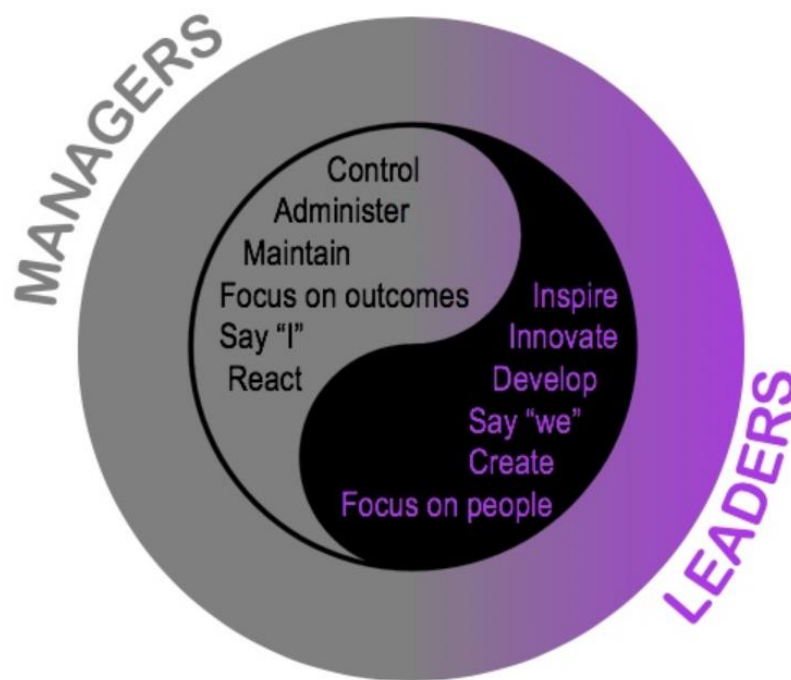 MANAGERS
Control
Administer
Maintain
Focus on outcomes
Say “I”
React
Inspire
Innovate
Develop
Say “we”
Create
Focus on people
LEADERS